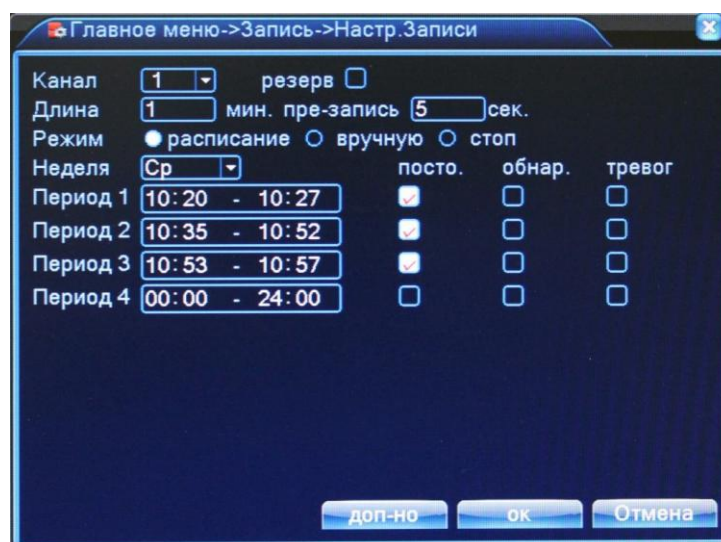 Главное меню->Запись->Настр.Записи
Канал 1 резерв
Длина 1 мин. пре-запись 5 сек.
Режим расписание вручную стоп
Неделя Ср посто. обнар. тревог
Период 1 10:20 - 10:27
Период 2 10:35 - 10:52
Период 3 10:53 - 10:57
Период 4 00:00 - 24:00
доп-но ок Отмена